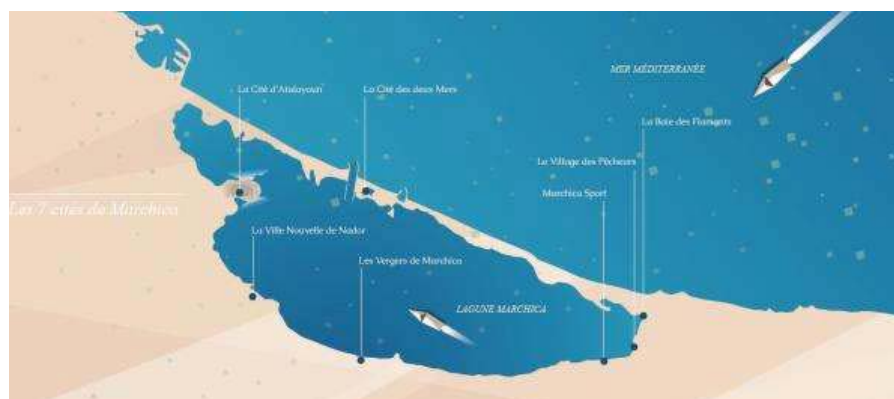 MER MÉDITERRANÉE
La Cité d'Atalayoun
La Cité des deux Mers
La Baie des Flamants
Le Village des Pêcheurs
Marchica Sport
Les 7 cités de Marchica
La Ville Nouvelle de Nador
Les Vergers de Marchica
LAGUNE MARCHICA